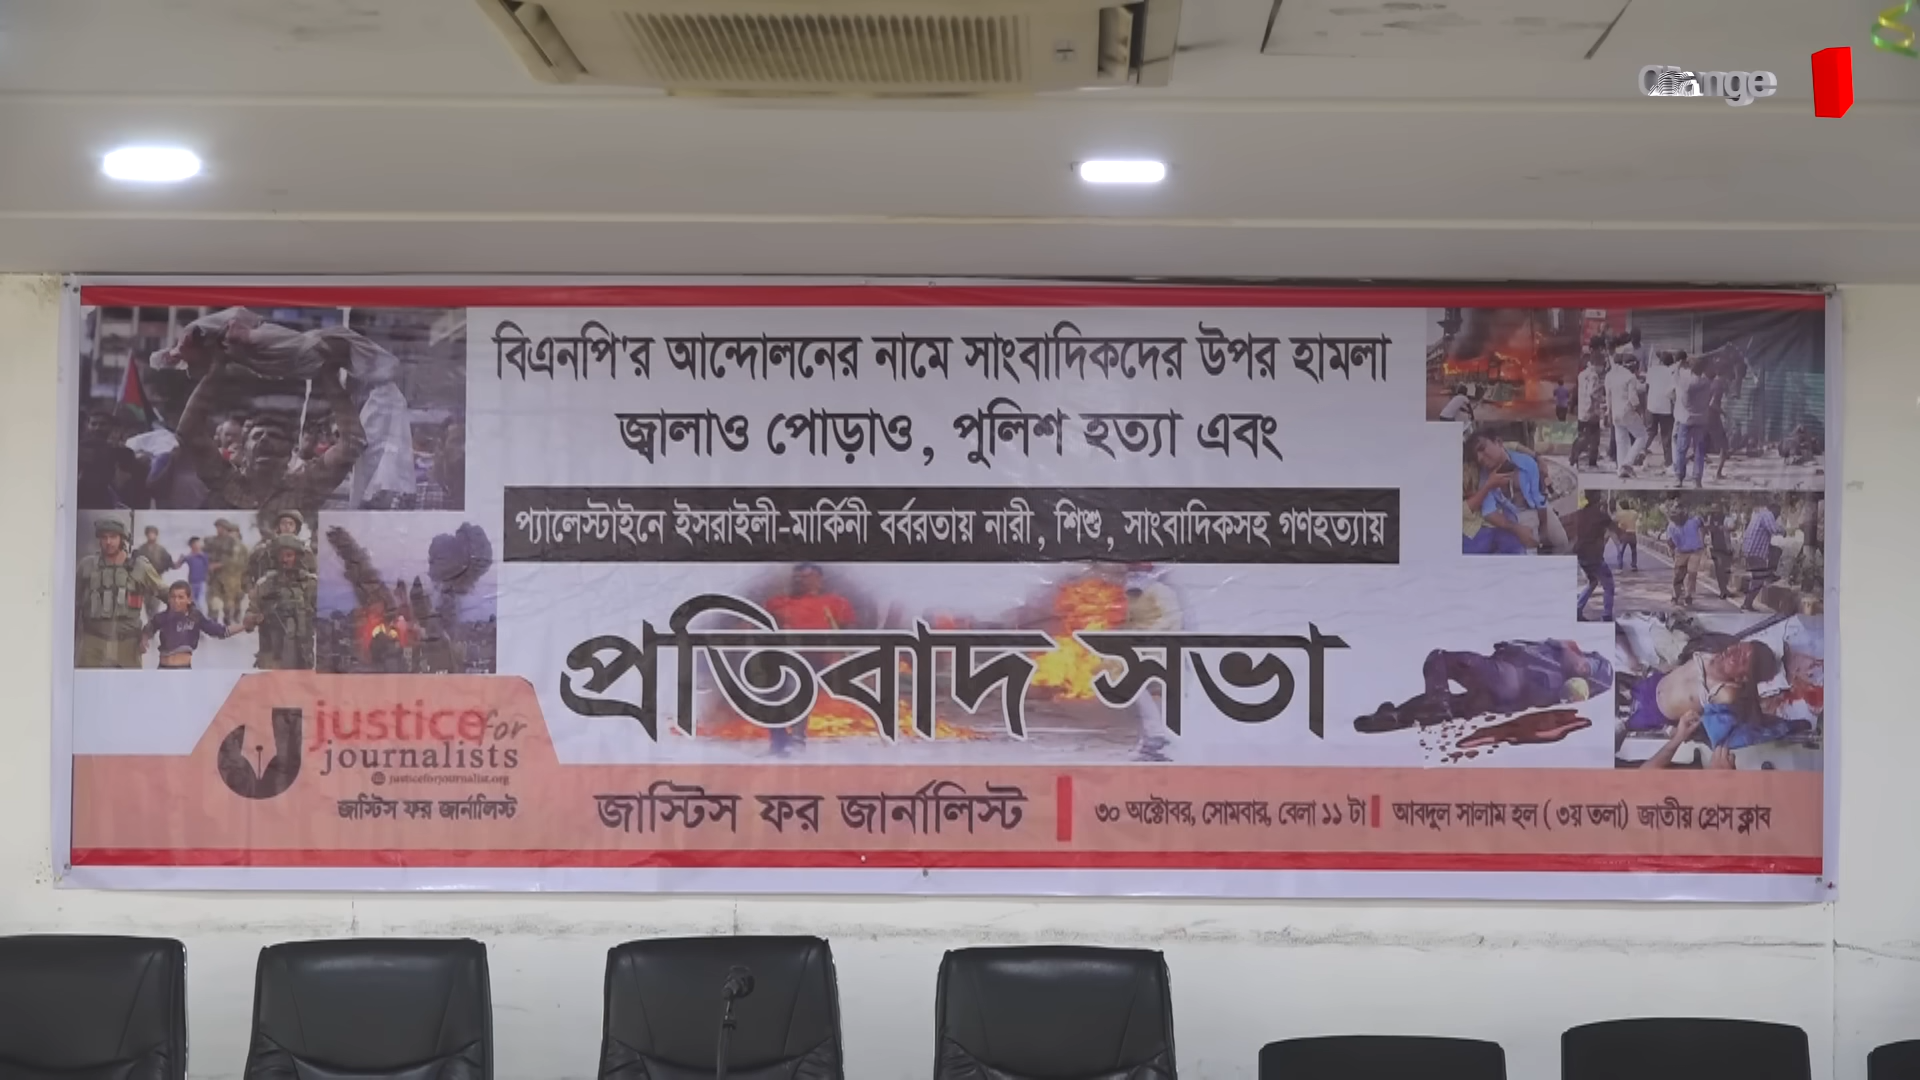 বিএনপি'র আন্দোলনের নামে সাংবাদিকদের উপর হামলা
জ্বালাও পোড়াও, পুলিশ হত্যা এবং
প্যালেস্টাইনে ইসরাইলী-মার্কিনী বর্বরতায় নারী, শিশু, সাংবাদিকসহ গণহত্যায়
প্রতিবাদ সভা
justice for
journalists
justiceforjournalist.org
জাস্টিস ফর জার্নালিস্ট
জাস্টিস ফর জার্নালিস্ট
৩০ অক্টোবর, সোমবার, বেলা ১১ টা
আবদুল সালাম হল ( ৩য় তলা) জাতীয় প্রেস ক্লাব